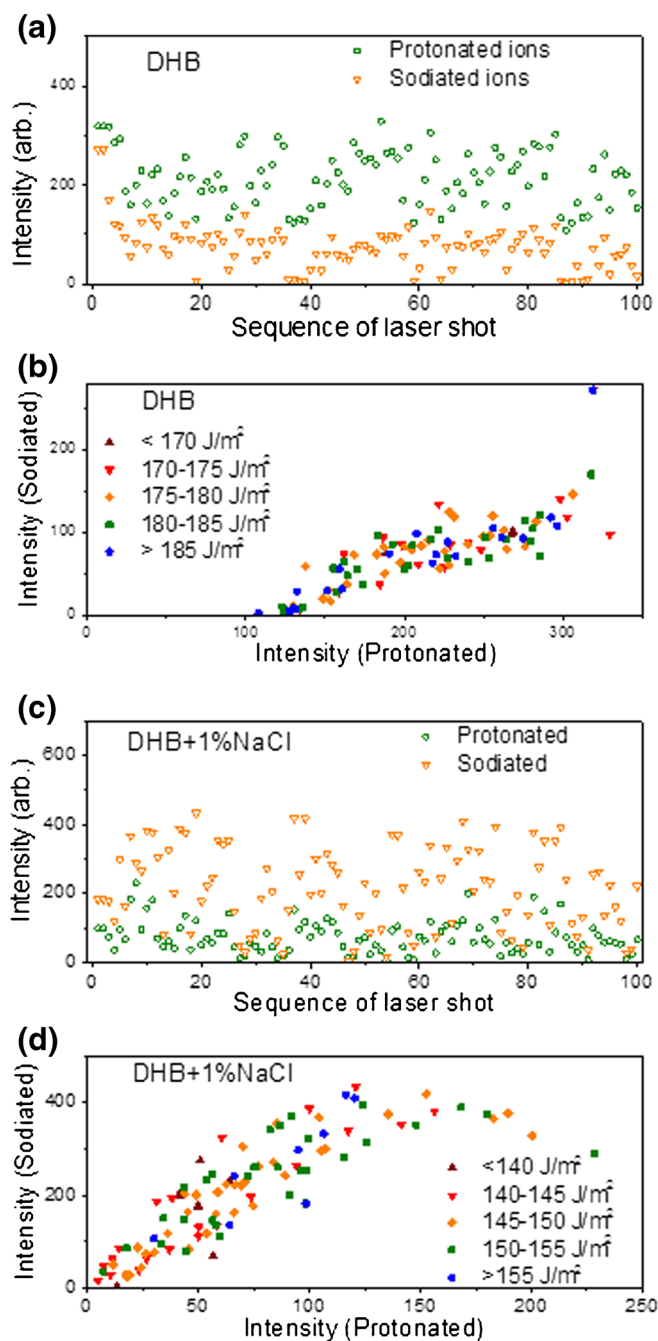 (a)
DHB
Protonated ions
Sodiated ions
400
200
0
Intensity (arb.)
0 20 40 60 80 100
Sequence of laser shot
(b)
DHB
< 170 J/m²
170-175 J/m²
175-180 J/m²
180-185 J/m²
> 185 J/m²
200
100
0
Intensity (Sodiated)
0 100 200 300
Intensity (Protonated)
(c)
DHB+1%NaCl
Protonated
Sodiated
600
400
200
0
Intensity (arb.)
0 20 40 60 80 100
Sequence of laser shot
(d)
DHB+1%NaCl
<140 J/m²
140-145 J/m²
145-150 J/m²
150-155 J/m²
>155 J/m²
400
200
0
Intensity (Sodiated)
0 50 100 150 200 250
Intensity (Protonated)